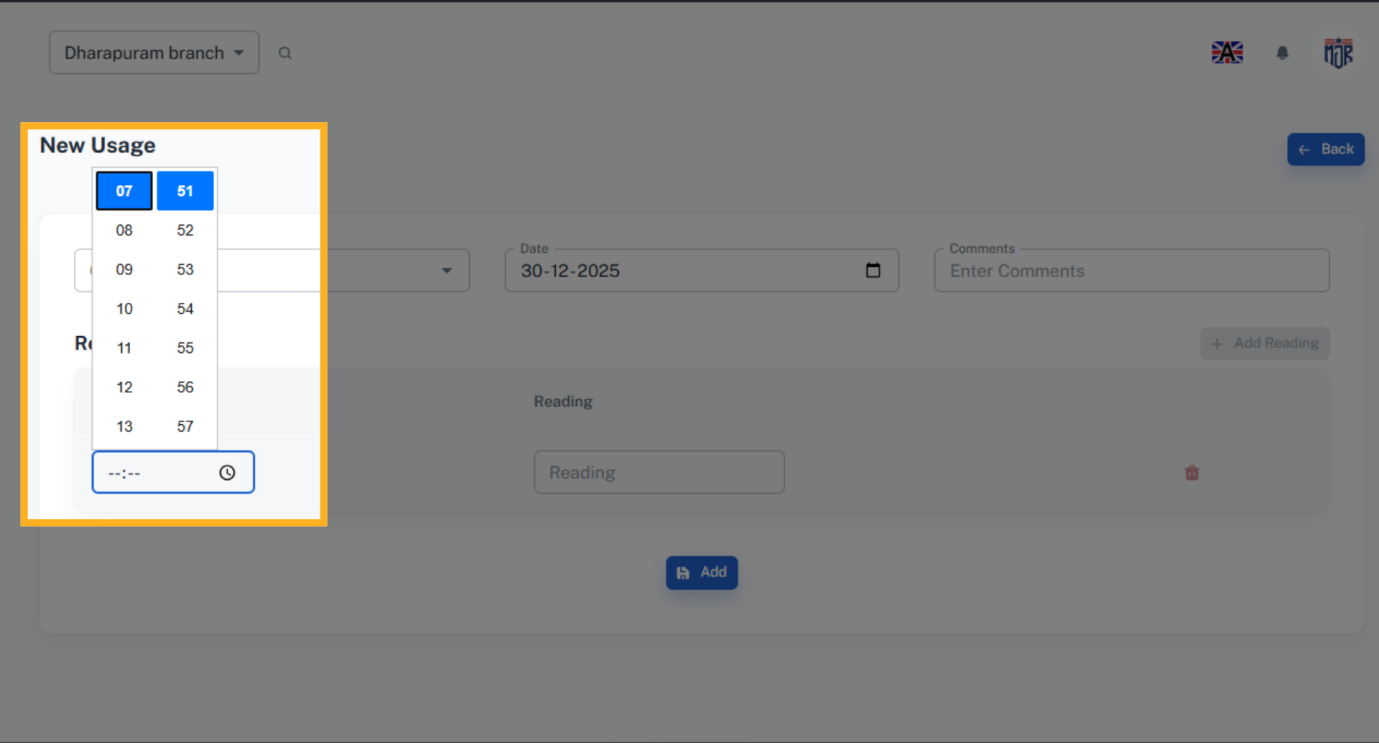 Dharapuram branch
A
MJR
New Usage
← Back
07 51
08 52
09 53
10 54
11 55
12 56
13 57
Date
30-12-2025
Comments
Enter Comments
+ Add Reading
Reading
--:--
Reading
Add